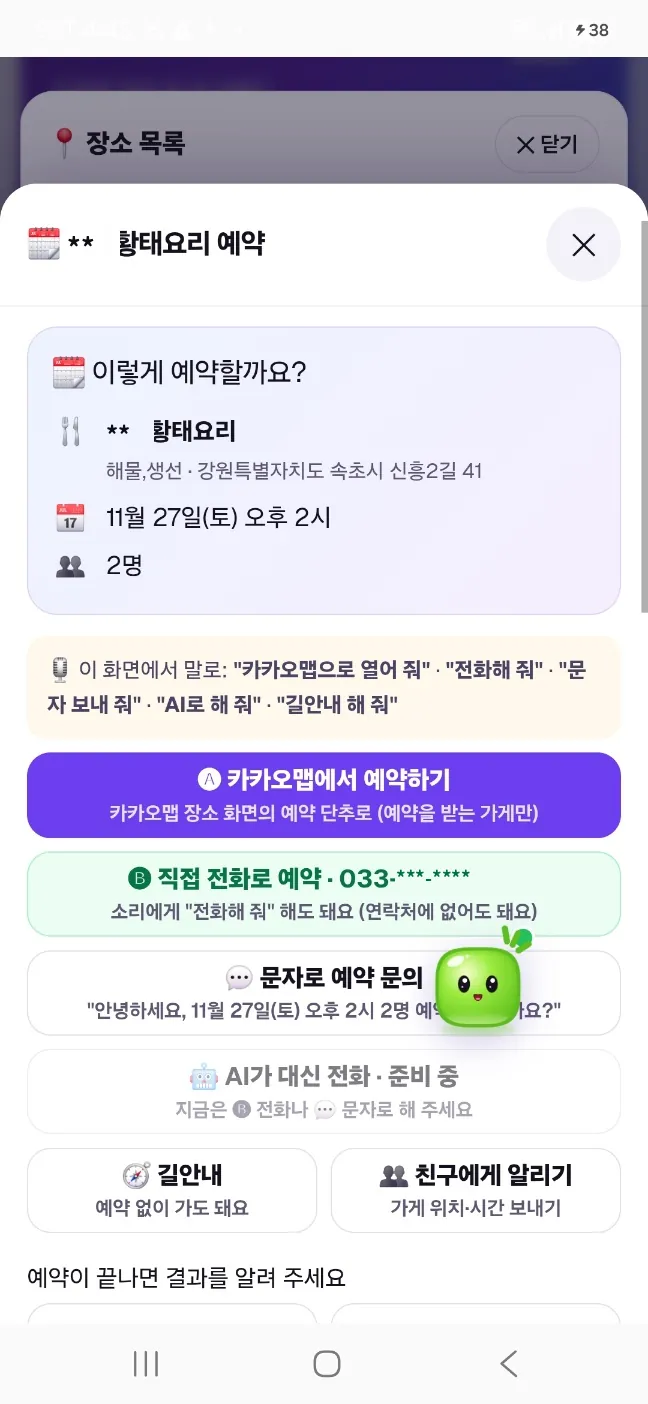 38
장소 목록
닫기
** 황태요리 예약
이렇게 예약할까요?
** 황태요리
해물,생선 · 강원특별자치도 속초시 신흥2길 41
17
11월 27일(토) 오후 2시
2명
이 화면에서 말로: "카카오맵으로 열어 줘" · "전화해 줘" · "문
자 보내 줘" · "AI로 해 줘" · "길안내 해 줘"
A 카카오맵에서 예약하기
카카오맵 장소 화면의 예약 단추로 (예약을 받는 가게만)
B 직접 전화로 예약 · 033-***-****
소리에게 "전화해 줘" 해도 돼요 (연락처에 없어도 돼요)
문자로 예약 문의
"안녕하세요, 11월 27일(토) 오후 2시 2명 요?"
AI가 대신 전화 · 준비 중
지금은 B 전화나 문자로 해 주세요
길안내
예약 없이 가도 돼요
친구에게 알리기
가게 위치·시간 보내기
예약이 끝나면 결과를 알려 주세요